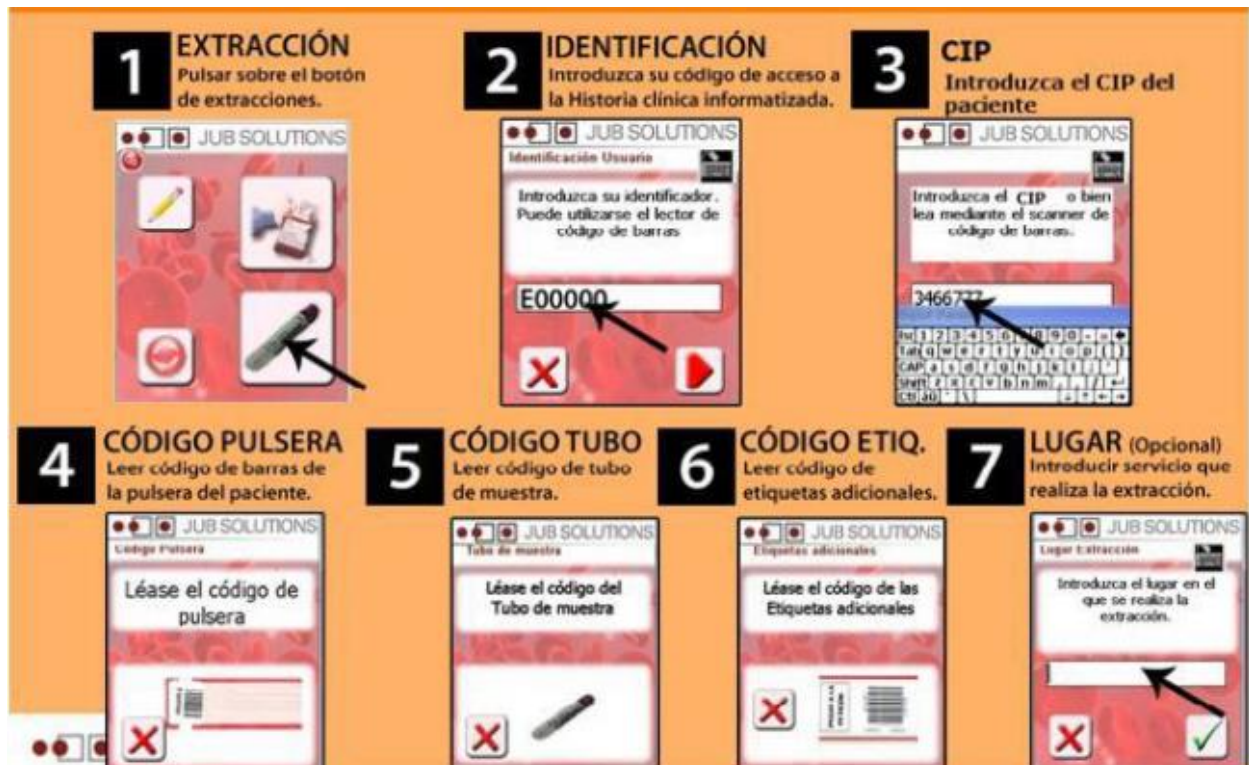 1 EXTRACCIÓN
Pulsar sobre el botón
de extracciones.
JUB SOLUTIONS
2 IDENTIFICACIÓN
Introduzca su código de acceso a
la Historia clínica informatizada.
JUB SOLUTIONS
Identificación Usuario
Introduzca su identificador.
Puede utilizarse el lector de
código de barras
E00000
3 CIP
Introduzca el CIP del
paciente
JUB SOLUTIONS
Introduzca el CIP o bien
lea mediante el scanner de
código de barras.
3466777
4 CÓDIGO PULSERA
Leer código de barras de
la pulsera del paciente.
JUB SOLUTIONS
Código Pulsera
Léase el código de
pulsera
5 CÓDIGO TUBO
Leer código de tubo
de muestra.
JUB SOLUTIONS
Tubo de muestra
Léase el código del
Tubo de muestra
6 CÓDIGO ETIQ.
Leer código de
etiquetas adicionales.
JUB SOLUTIONS
Etiquetas adicionales
Léase el código de las
Etiquetas adicionales
7 LUGAR (Opcional)
Introducir servicio que
realiza la extracción.
JUB SOLUTIONS
Lugar Extracción
Introduzca el lugar en el
que se realiza la
extracción.